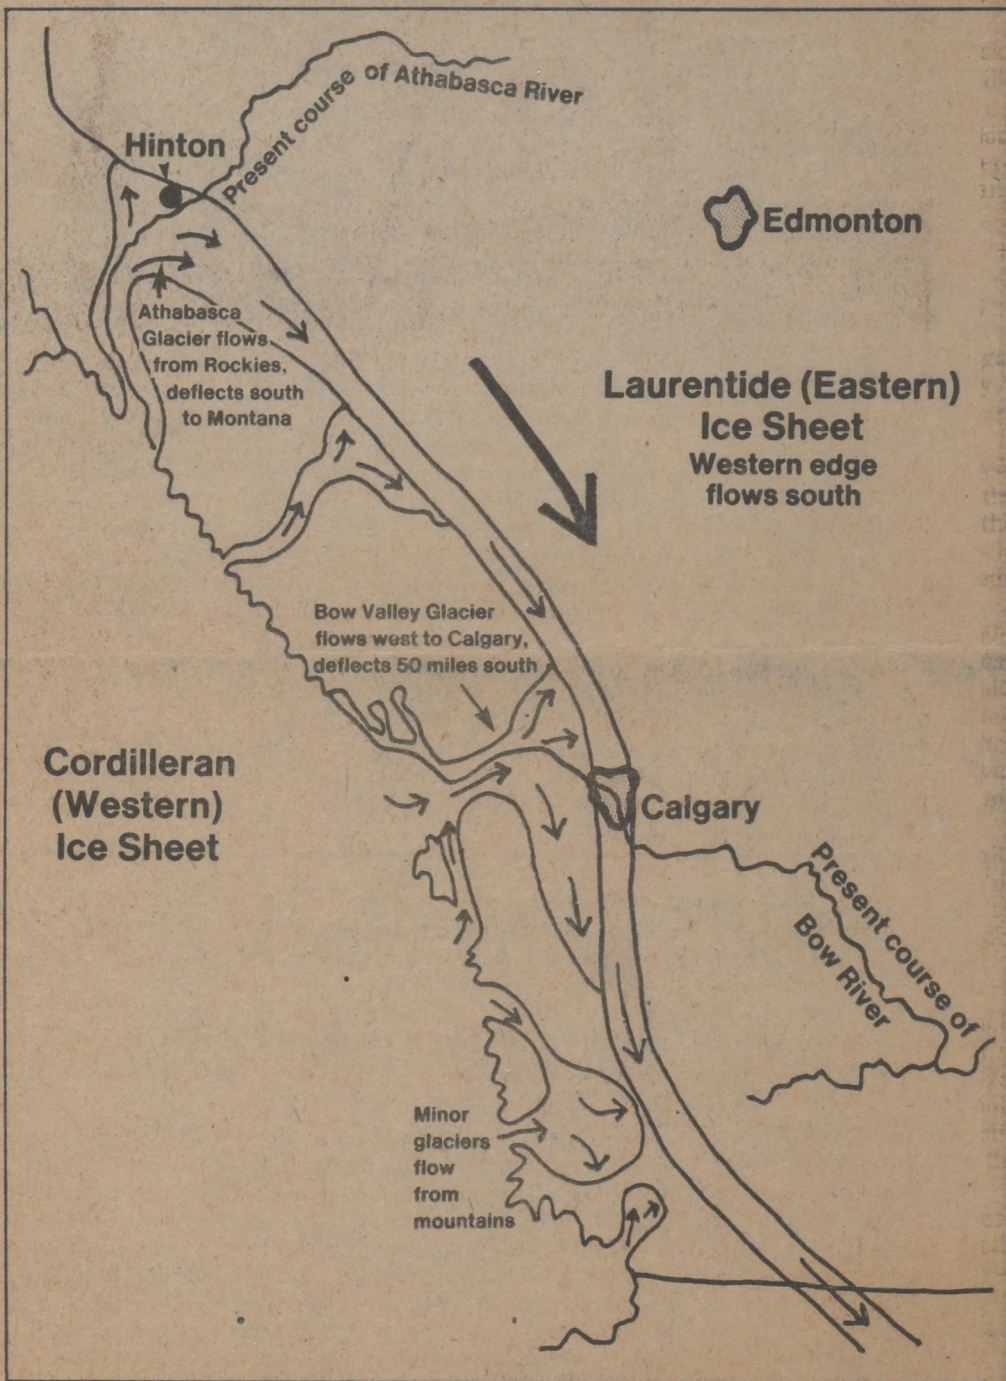 Present course of Athabasca River
Hinton
Edmonton
Athabasca
Glacier flows
from Rockies,
deflects south
to Montana
Laurentide (Eastern)
Ice Sheet
Western edge
flows south
Bow Valley Glacier
flows west to Calgary,
deflects 50 miles south
Cordilleran
(Western)
Ice Sheet
Calgary
Present course of
Bow River
Minor
glaciers
flow
from
mountains